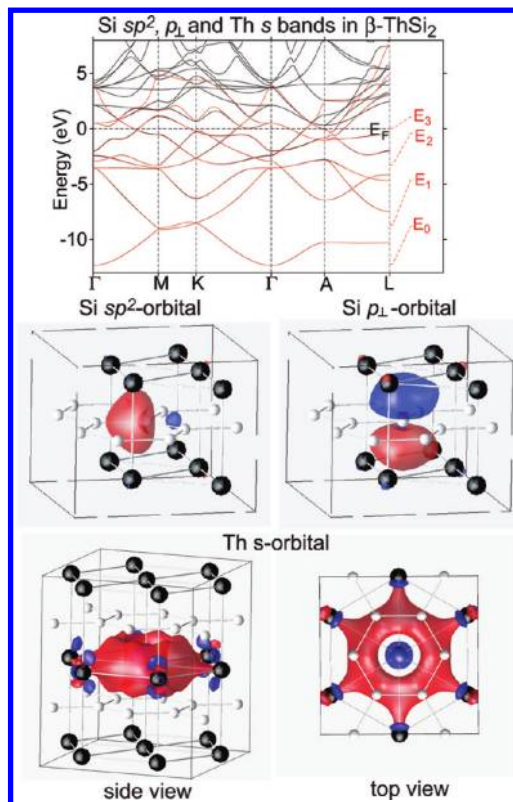 Si sp², p⊥ and Th s bands in β-ThSi₂
Energy (eV)
5
0
-5
-10
E_F
E₃
E₂
E₁
E₀
Γ M K Γ A L
Si sp²-orbital Si p⊥-orbital
Th s-orbital
side view top view